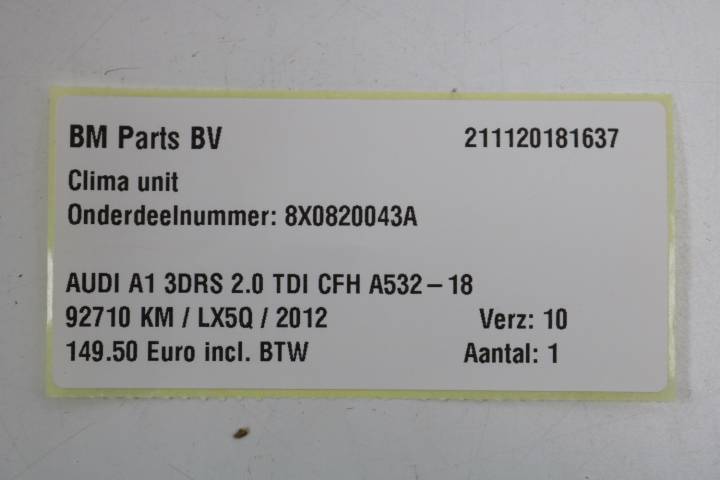 BM Parts BV 211120181637
Clima unit
Onderdeelnummer: 8X0820043A
AUDI A1 3DRS 2.0 TDI CFH A532-18
92710 KM / LX5Q / 2012 Verz: 10
149.50 Euro incl. BTW Aantal: 1